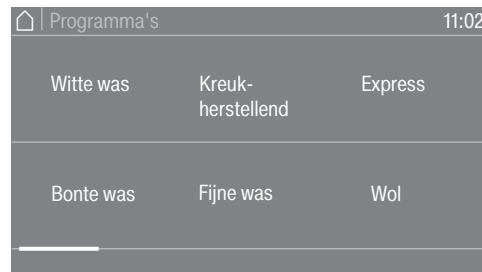 Programma's 11:02
Witte was Kreuk- Express
herstellend
Bonte was Fijne was Wol